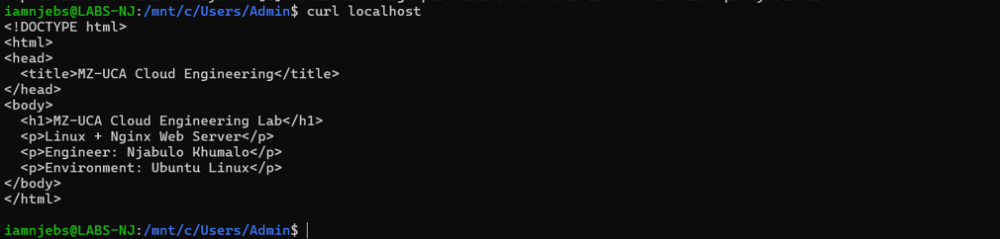 iamnjebs@LABS-NJ:/mnt/c/Users/Admin$ curl localhost
<!DOCTYPE html>
<html>
<head>
  <title>MZ-UCA Cloud Engineering</title>
</head>
<body>
  <h1>MZ-UCA Cloud Engineering Lab</h1>
  <p>Linux + Nginx Web Server</p>
  <p>Engineer: Njabulo Khumalo</p>
  <p>Environment: Ubuntu Linux</p>
</body>
</html>

iamnjebs@LABS-NJ:/mnt/c/Users/Admin$